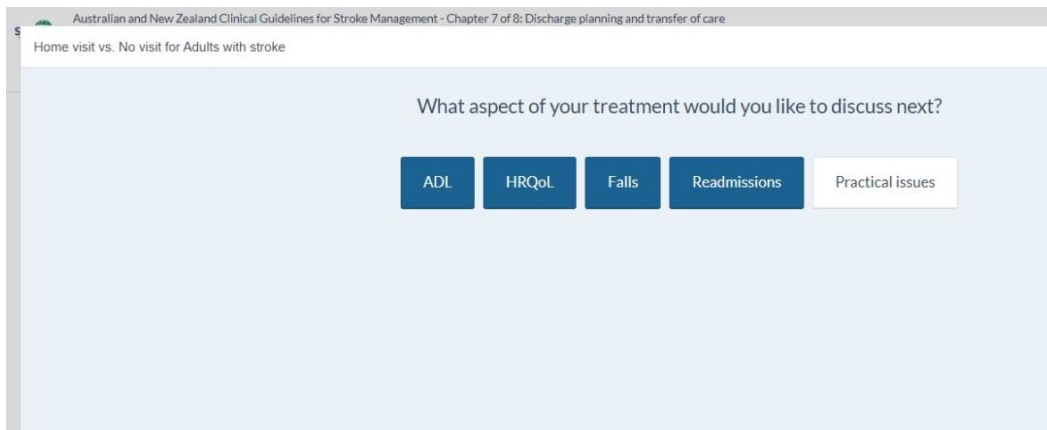 Australian and New Zealand Clinical Guidelines for Stroke Management - Chapter 7 of 8: Discharge planning and transfer of care
S
Home visit vs. No visit for Adults with stroke
What aspect of your treatment would you like to discuss next?
ADL HRQoL Falls Readmissions Practical issues